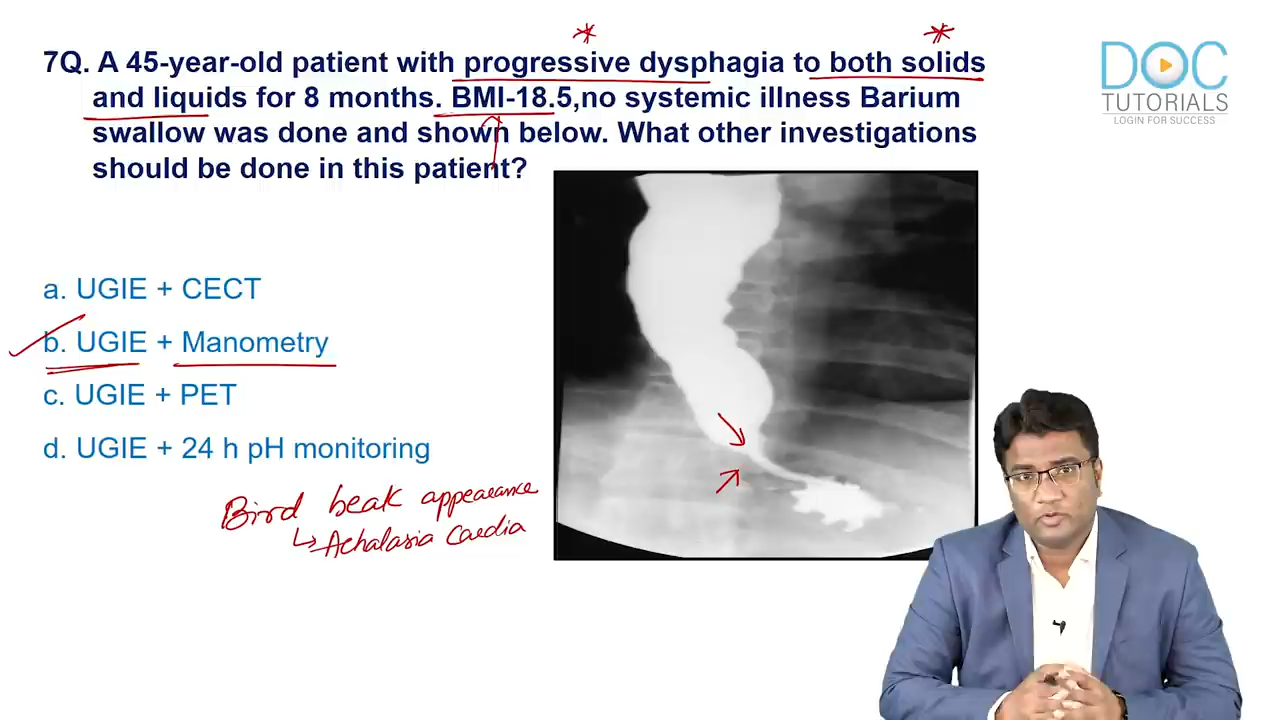 7Q. A 45-year-old patient with progressive dysphagia to both solids
and liquids for 8 months. BMI-18.5,no systemic illness Barium
swallow was done and shown below. What other investigations
should be done in this patient?
DOC
TUTORIALS
LOGIN FOR SUCCESS
a. UGIE + CECT
b. UGIE + Manometry
c. UGIE + PET
d. UGIE + 24 h pH monitoring
Bird beak appearance
↳ Achalasia Cardia